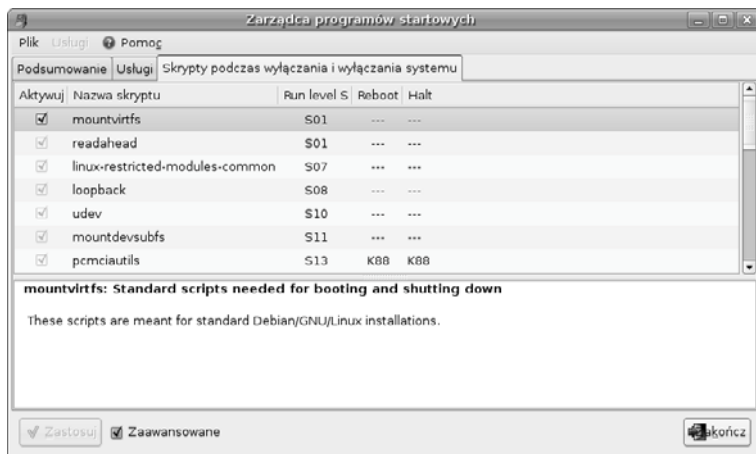 Zarządca programów startowych
Plik Usługi Pomoc
Podsumowanie Usługi Skrypty podczas wyłączania i wyłączania systemu
Aktywuj Nazwa skryptu Run level S Reboot Halt
mountvirtfs S01 --- ---
readahead S01 --- ---
linux-restricted-modules-common S07 --- ---
loopback S08 --- ---
udev S10 --- ---
mountdevsubfs S11 --- ---
pcmciautils S13 K88 K88
mountvirtfs: Standard scripts needed for booting and shutting down
These scripts are meant for standard Debian/GNU/Linux installations.
Zastosuj Zaawansowane Zakończ